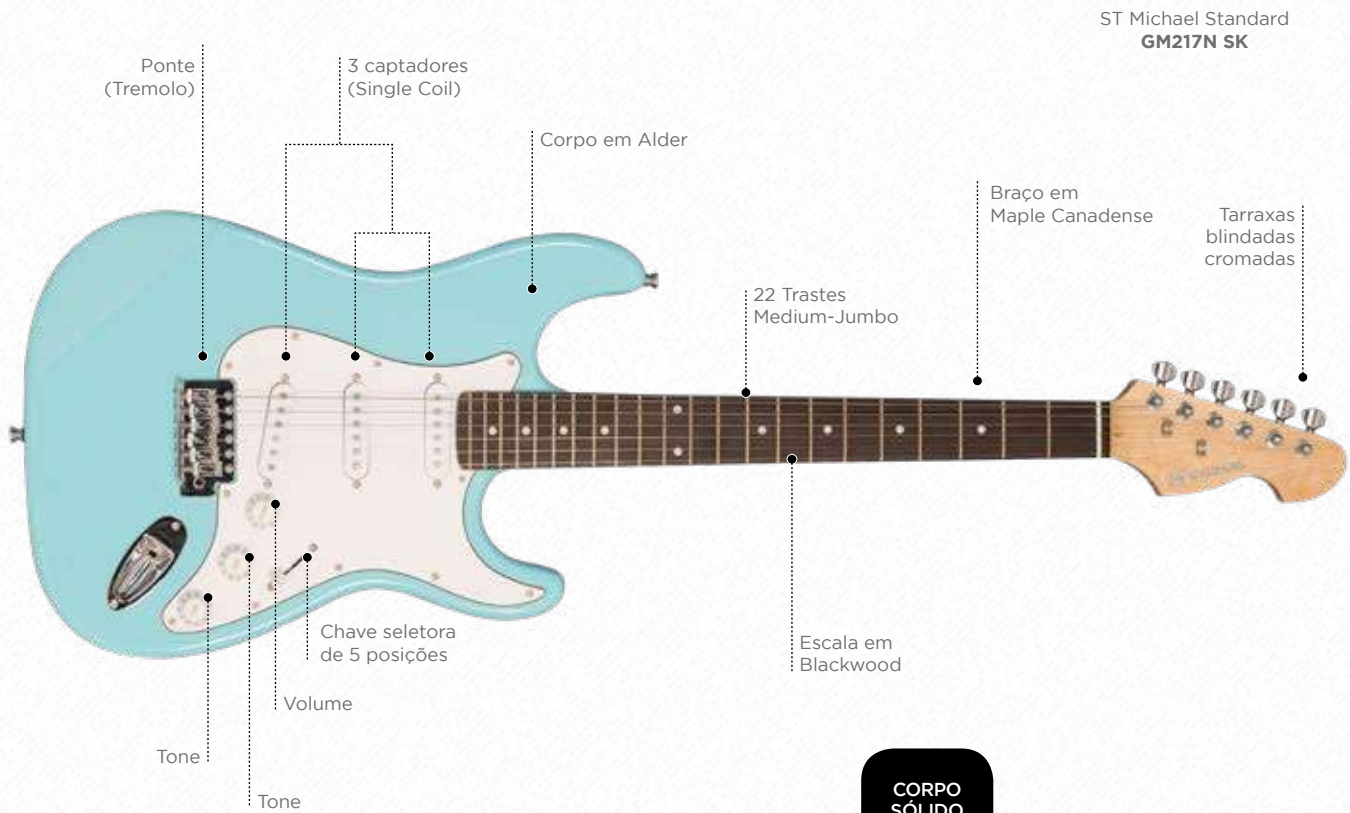 ST Michael Standard
GM217N SK
Ponte
(Tremolo)
3 captadores
(Single Coil)
Corpo em Alder
Braço em
Maple Canadense
Tarraxas
blindadas
cromadas
22 Trastes
Medium-Jumbo
Chave seletora
de 5 posições
Escala em
Blackwood
Volume
Tone
Tone
CORPO
SÓLIDO